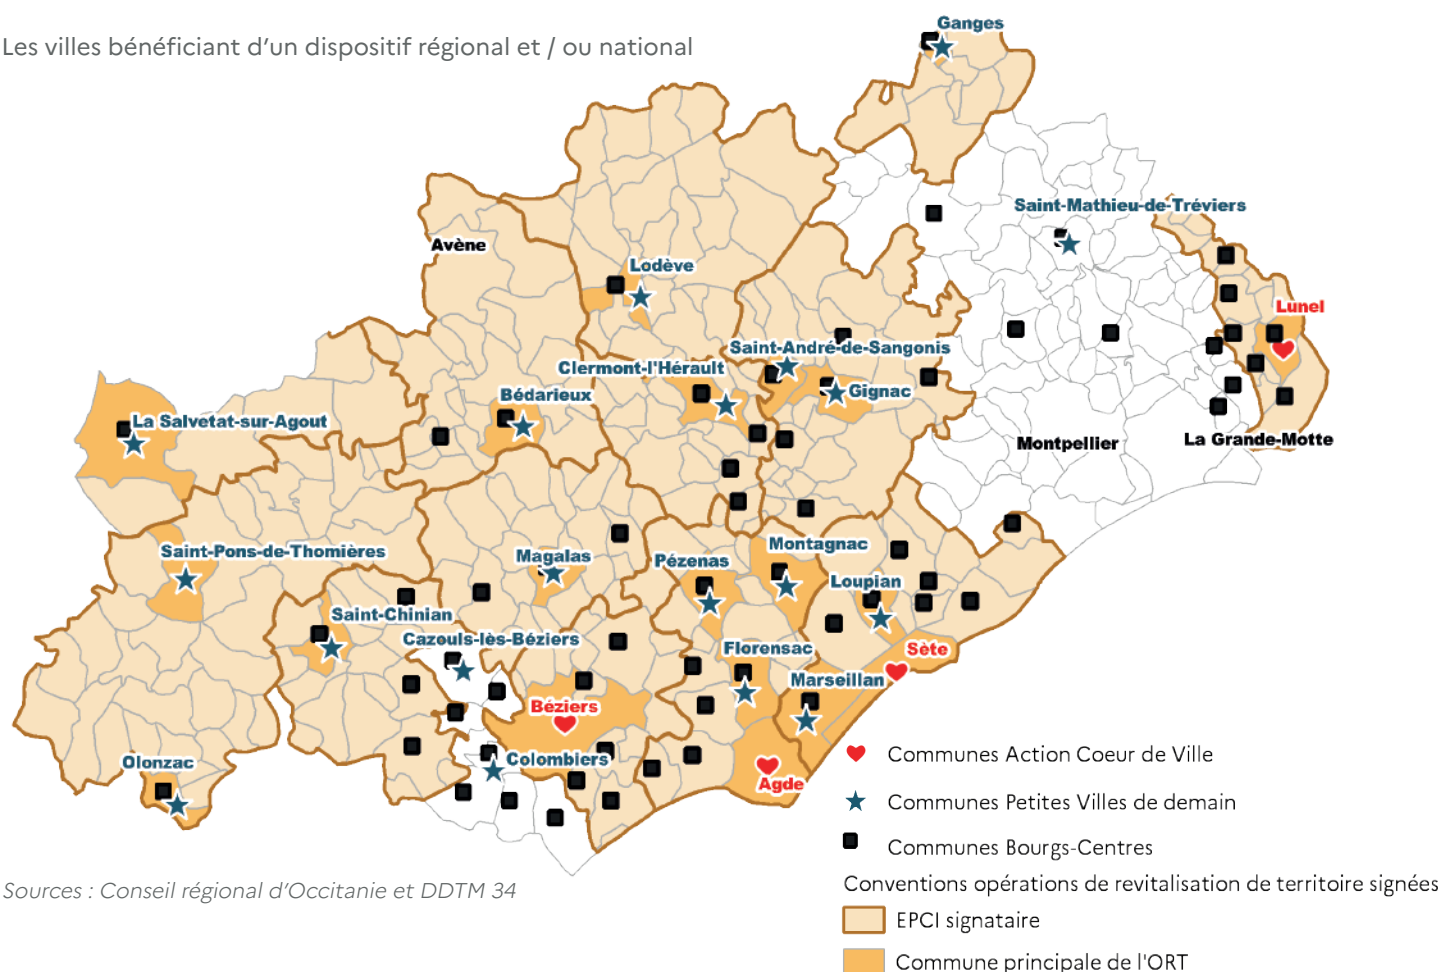 Les villes bénéficiant d'un dispositif régional et / ou national
Ganges
Saint-Mathieu-de-Tréviers
Avène
Lodève
Lunel
Saint-André-de-Sangonis
Clermont-l'Hérault
Bédarieux
Gignac
La Salvetat-sur-Agout
Montpellier
La Grande-Motte
Saint-Pons-de-Thomières
Magalas
Pézenas
Montagnac
Loupian
Saint-Chinian
Cazouls-lès-Béziers
Florensac
Sète
Marseillan
Béziers
Olonzac
Colombiers
Agde
Communes Action Coeur de Ville
Communes Petites Villes de demain
Communes Bourgs-Centres
Conventions opérations de revitalisation de territoire signées
EPCI signataire
Commune principale de l'ORT
Sources : Conseil régional d'Occitanie et DDTM 34